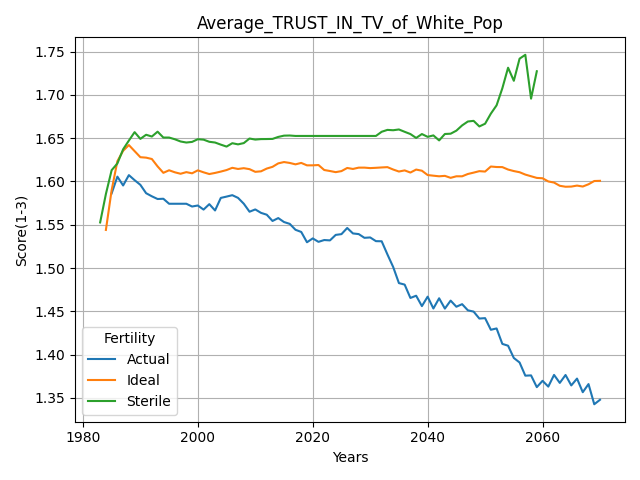 Average_TRUST_IN_TV_of_White_Pop
Score(1-3)
1.75
1.70
1.65
1.60
1.55
1.50
1.45
1.40
1.35
Fertility
Actual
Ideal
Sterile
1980
2000
2020
2040
2060
Years